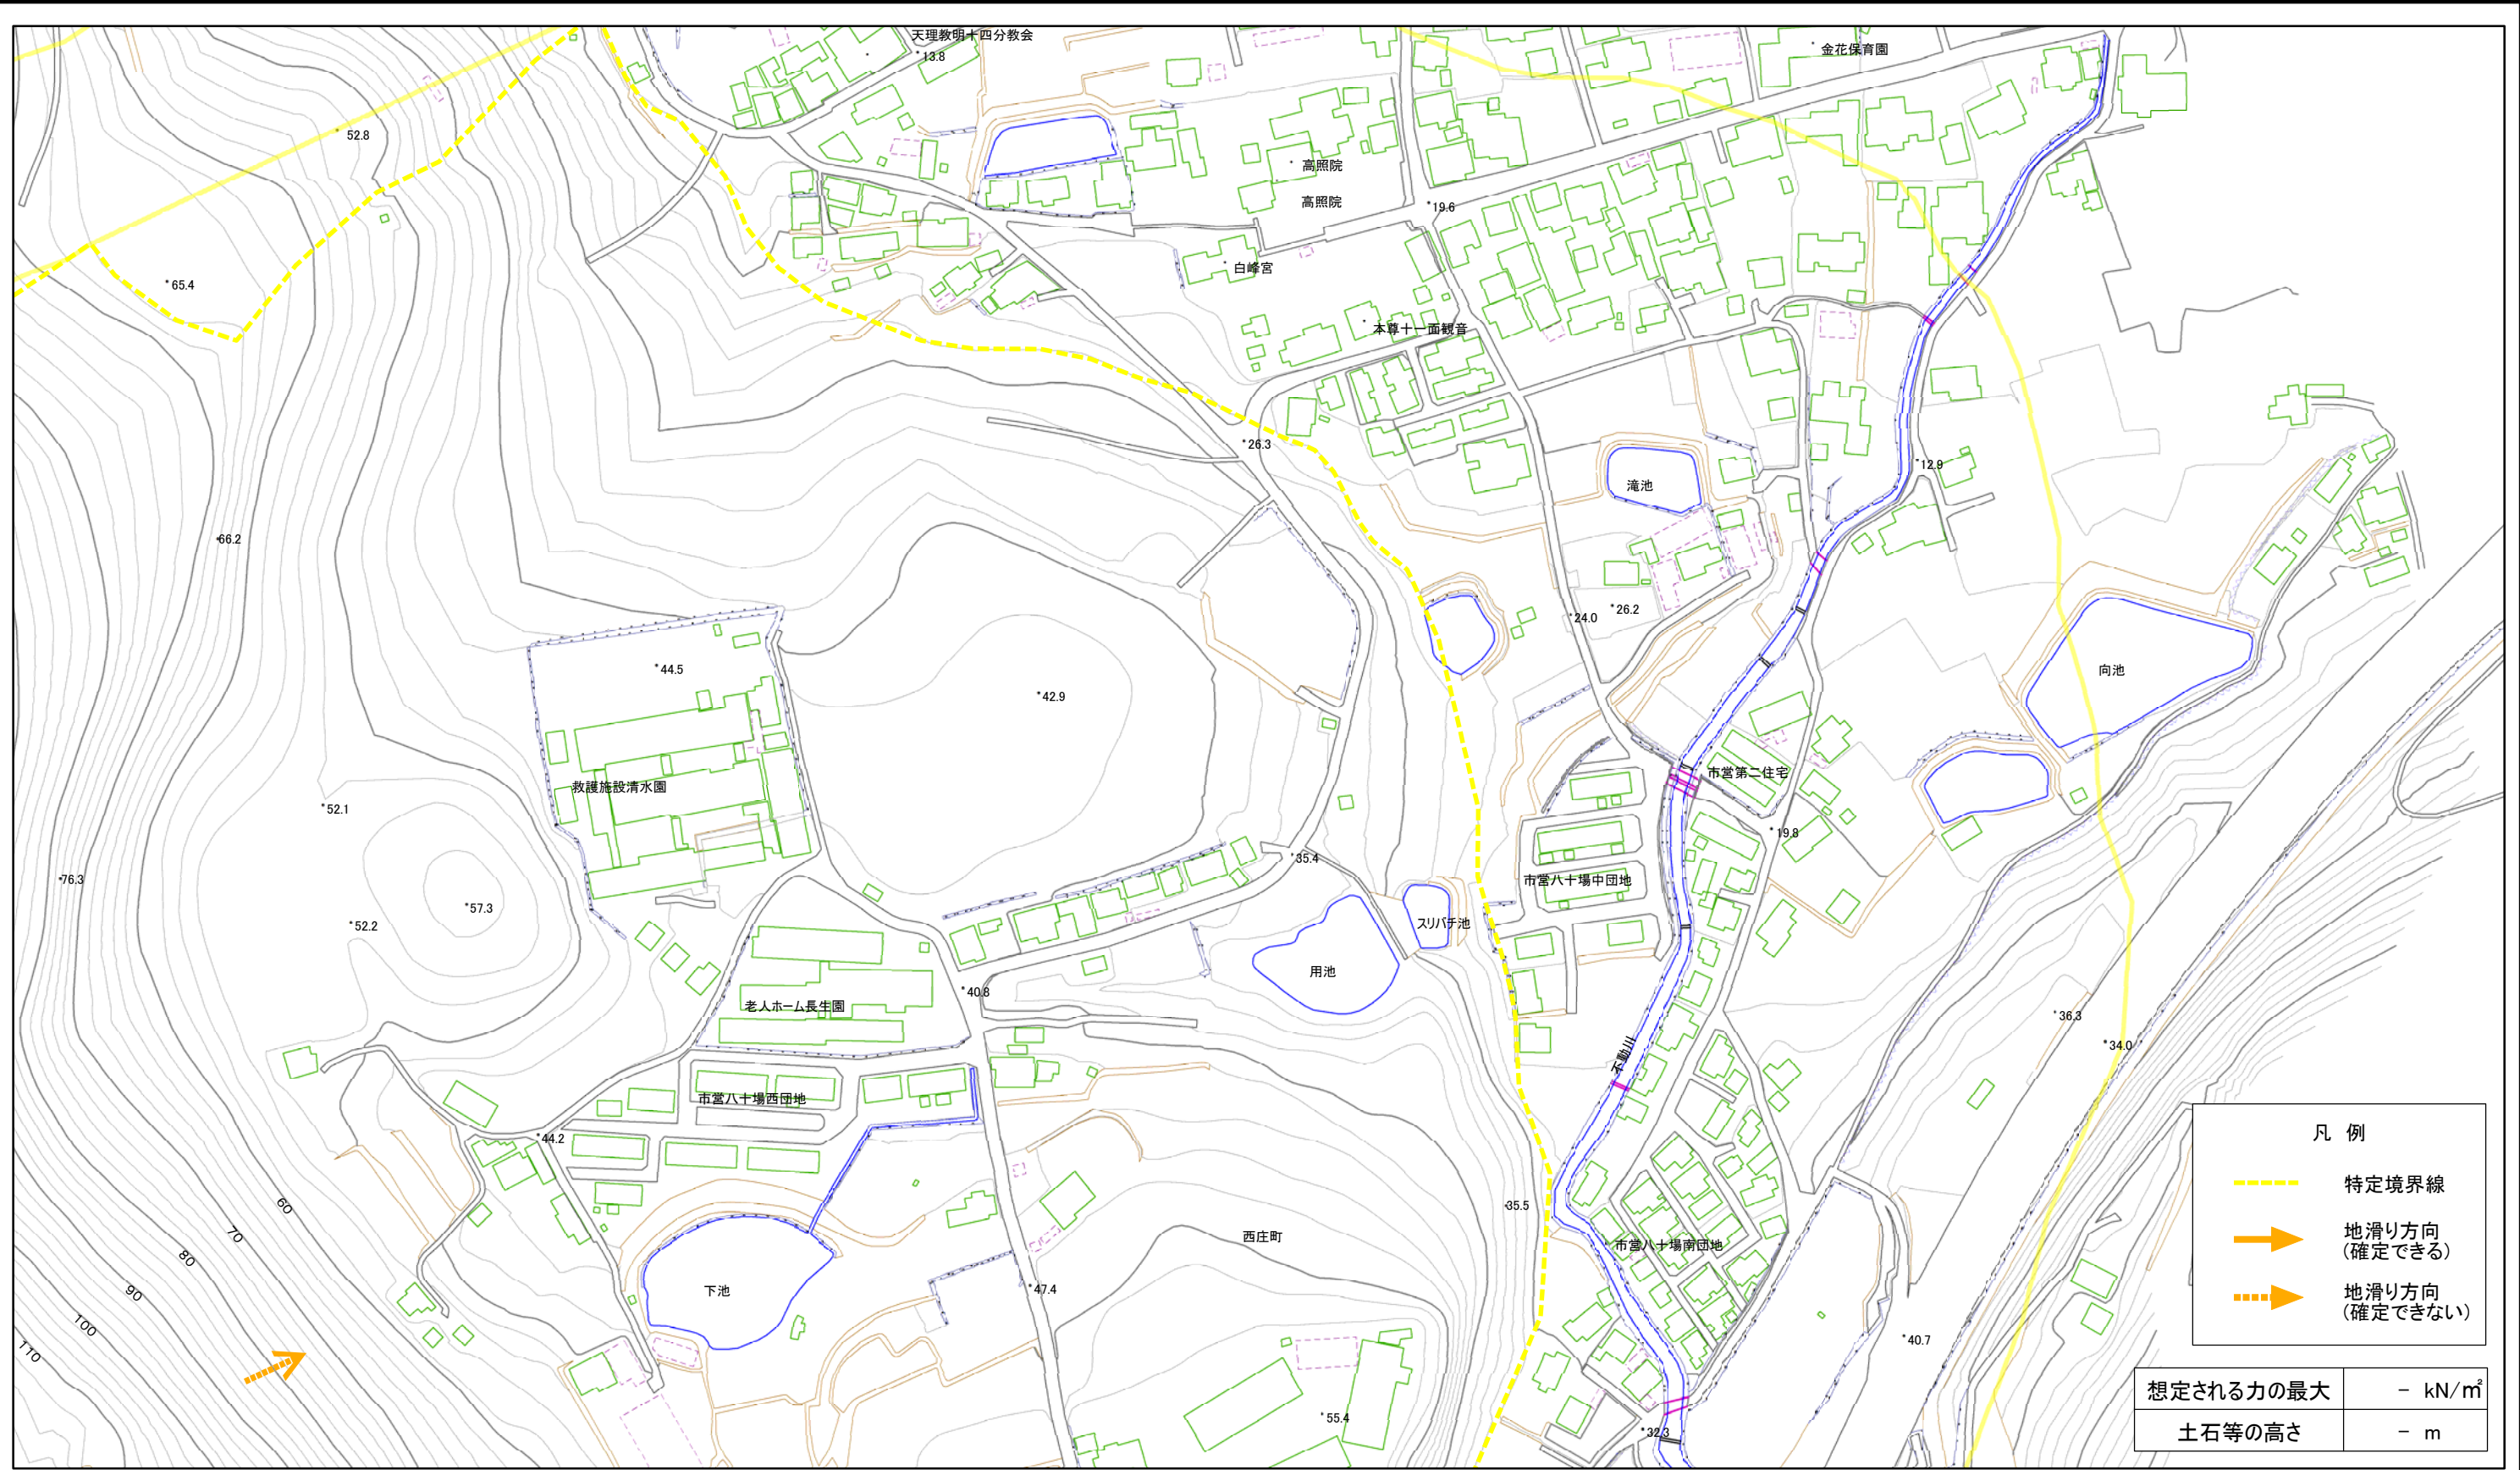 天理教明十四分教会
13.8
金花保育園
52.8
高照院
高照院
19.6
白峰宮
65.4
本尊十一面観音
26.3
12.9
滝池
66.2
24.0
26.2
44.5
向池
42.9
市営第二住宅
救護施設清水園
52.1
19.8
35.4
76.3
市営八十場中団地
57.3
52.2
スリバチ池
用池
40.8
老人ホーム長生園
36.3
34.0
不動川
市営八十場西団地
44.2
60
70
80
90
100
110
35.5
西庄町
市営八十場南団地
下池
47.4
40.7
55.4
32.3
凡 例
特定境界線
地滑り方向
(確定できる)
地滑り方向
(確定できない)
想定される力の最大 - kN/㎡
土石等の高さ - m